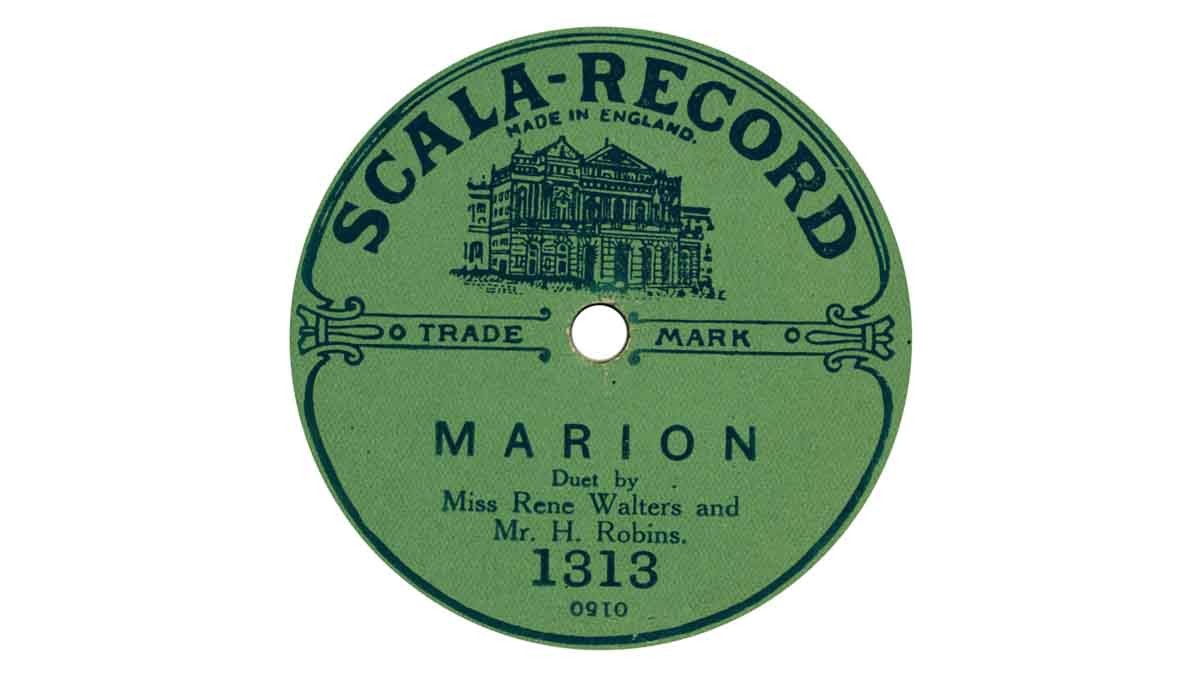 SCALA-RECORD
MADE IN ENGLAND.
TRADE MARK
MARION
Duet by
Miss Rene Walters and
Mr. H. Robins.
1313
0910